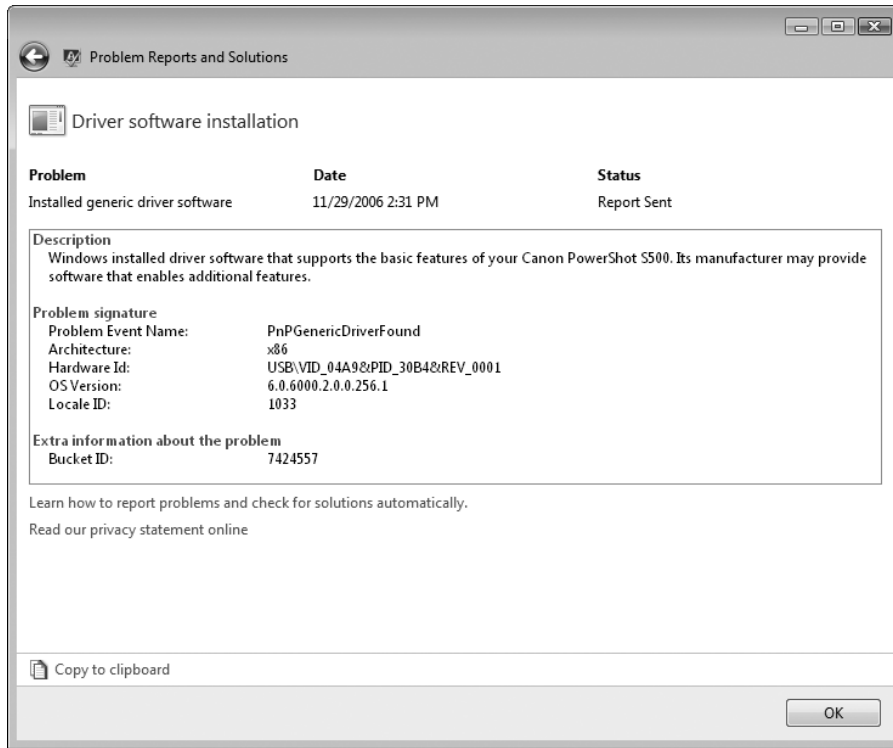 Problem Reports and Solutions
Driver software installation
Problem Date Status
Installed generic driver software 11/29/2006 2:31 PM Report Sent
Description
Windows installed driver software that supports the basic features of your Canon PowerShot S500. Its manufacturer may provide
software that enables additional features.
Problem signature
Problem Event Name: PnPGenericDriverFound
Architecture: x86
Hardware Id: USB\VID_04A9&PID_30B4&REV_0001
OS Version: 6.0.6000.2.0.0.256.1
Locale ID: 1033
Extra information about the problem
Bucket ID: 7424557
Learn how to report problems and check for solutions automatically.
Read our privacy statement online
Copy to clipboard
OK